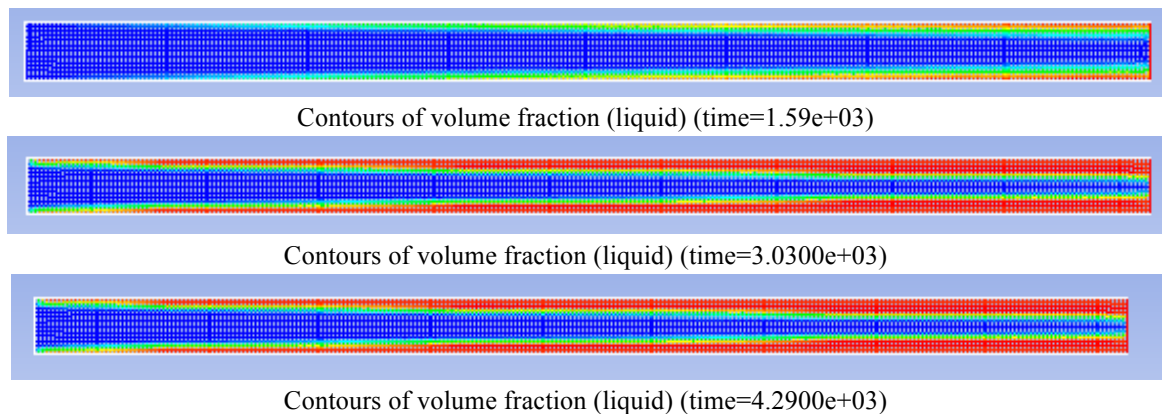 Contours of volume fraction (liquid) (time=1.59e+03)
Contours of volume fraction (liquid) (time=3.0300e+03)
Contours of volume fraction (liquid) (time=4.2900e+03)